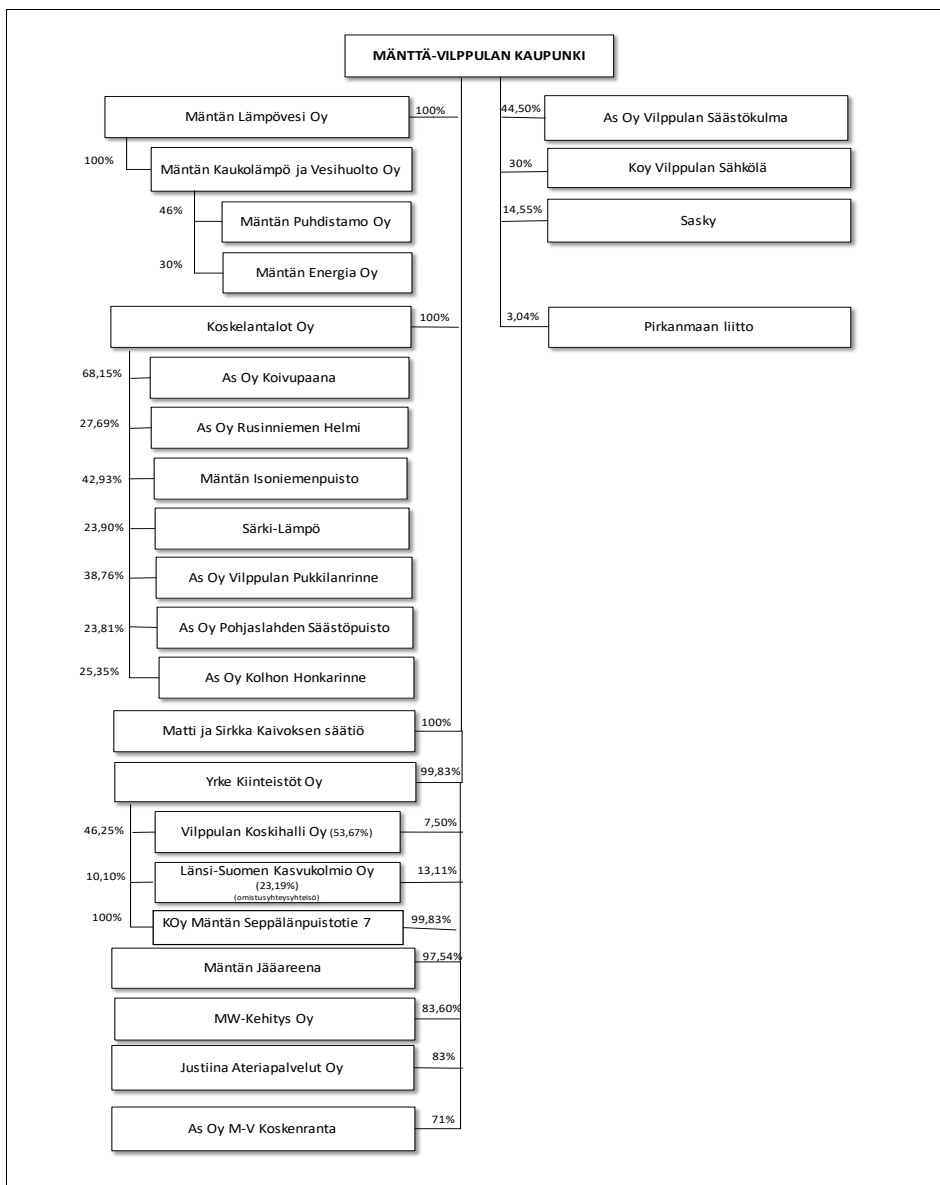 MÄNTTÄ-VILPPULAN KAUPUNKI
Mäntän Lämpövesi Oy
100%
100%
Mäntän Kaukolämpö ja Vesihuolto Oy
46%
Mäntän Puhdistamo Oy
30%
Mäntän Energia Oy
Koskelantalot Oy
100%
68,15%
As Oy Koivupaana
27,69%
As Oy Rusinniemen Helmi
42,93%
Mäntän Isoniemenpuisto
23,90%
Särki-Lämpö
38,76%
As Oy Vilppulan Pukkilanrinne
23,81%
As Oy Pohjaslahden Säästöpuisto
25,35%
As Oy Kolhon Honkarinne
Matti ja Sirkka Kaivoksen säätiö
100%
Yrke Kiinteistöt Oy
99,83%
46,25%
Vilppulan Koskihalli Oy (53,67%)
7,50%
10,10%
Länsi-Suomen Kasvukolmio Oy
(23,19%)
(omistusyhteysyhteisö)
13,11%
100%
KOy Mäntän Seppälänpuistotie 7
99,83%
Mäntän Jääareena
97,54%
MW-Kehitys Oy
83,60%
Justiina Ateriapalvelut Oy
83%
As Oy M-V Koskenranta
71%
44,50%
As Oy Vilppulan Säästökulma
30%
Koy Vilppulan Sähkölä
14,55%
Sasky
3,04%
Pirkanmaan liitto